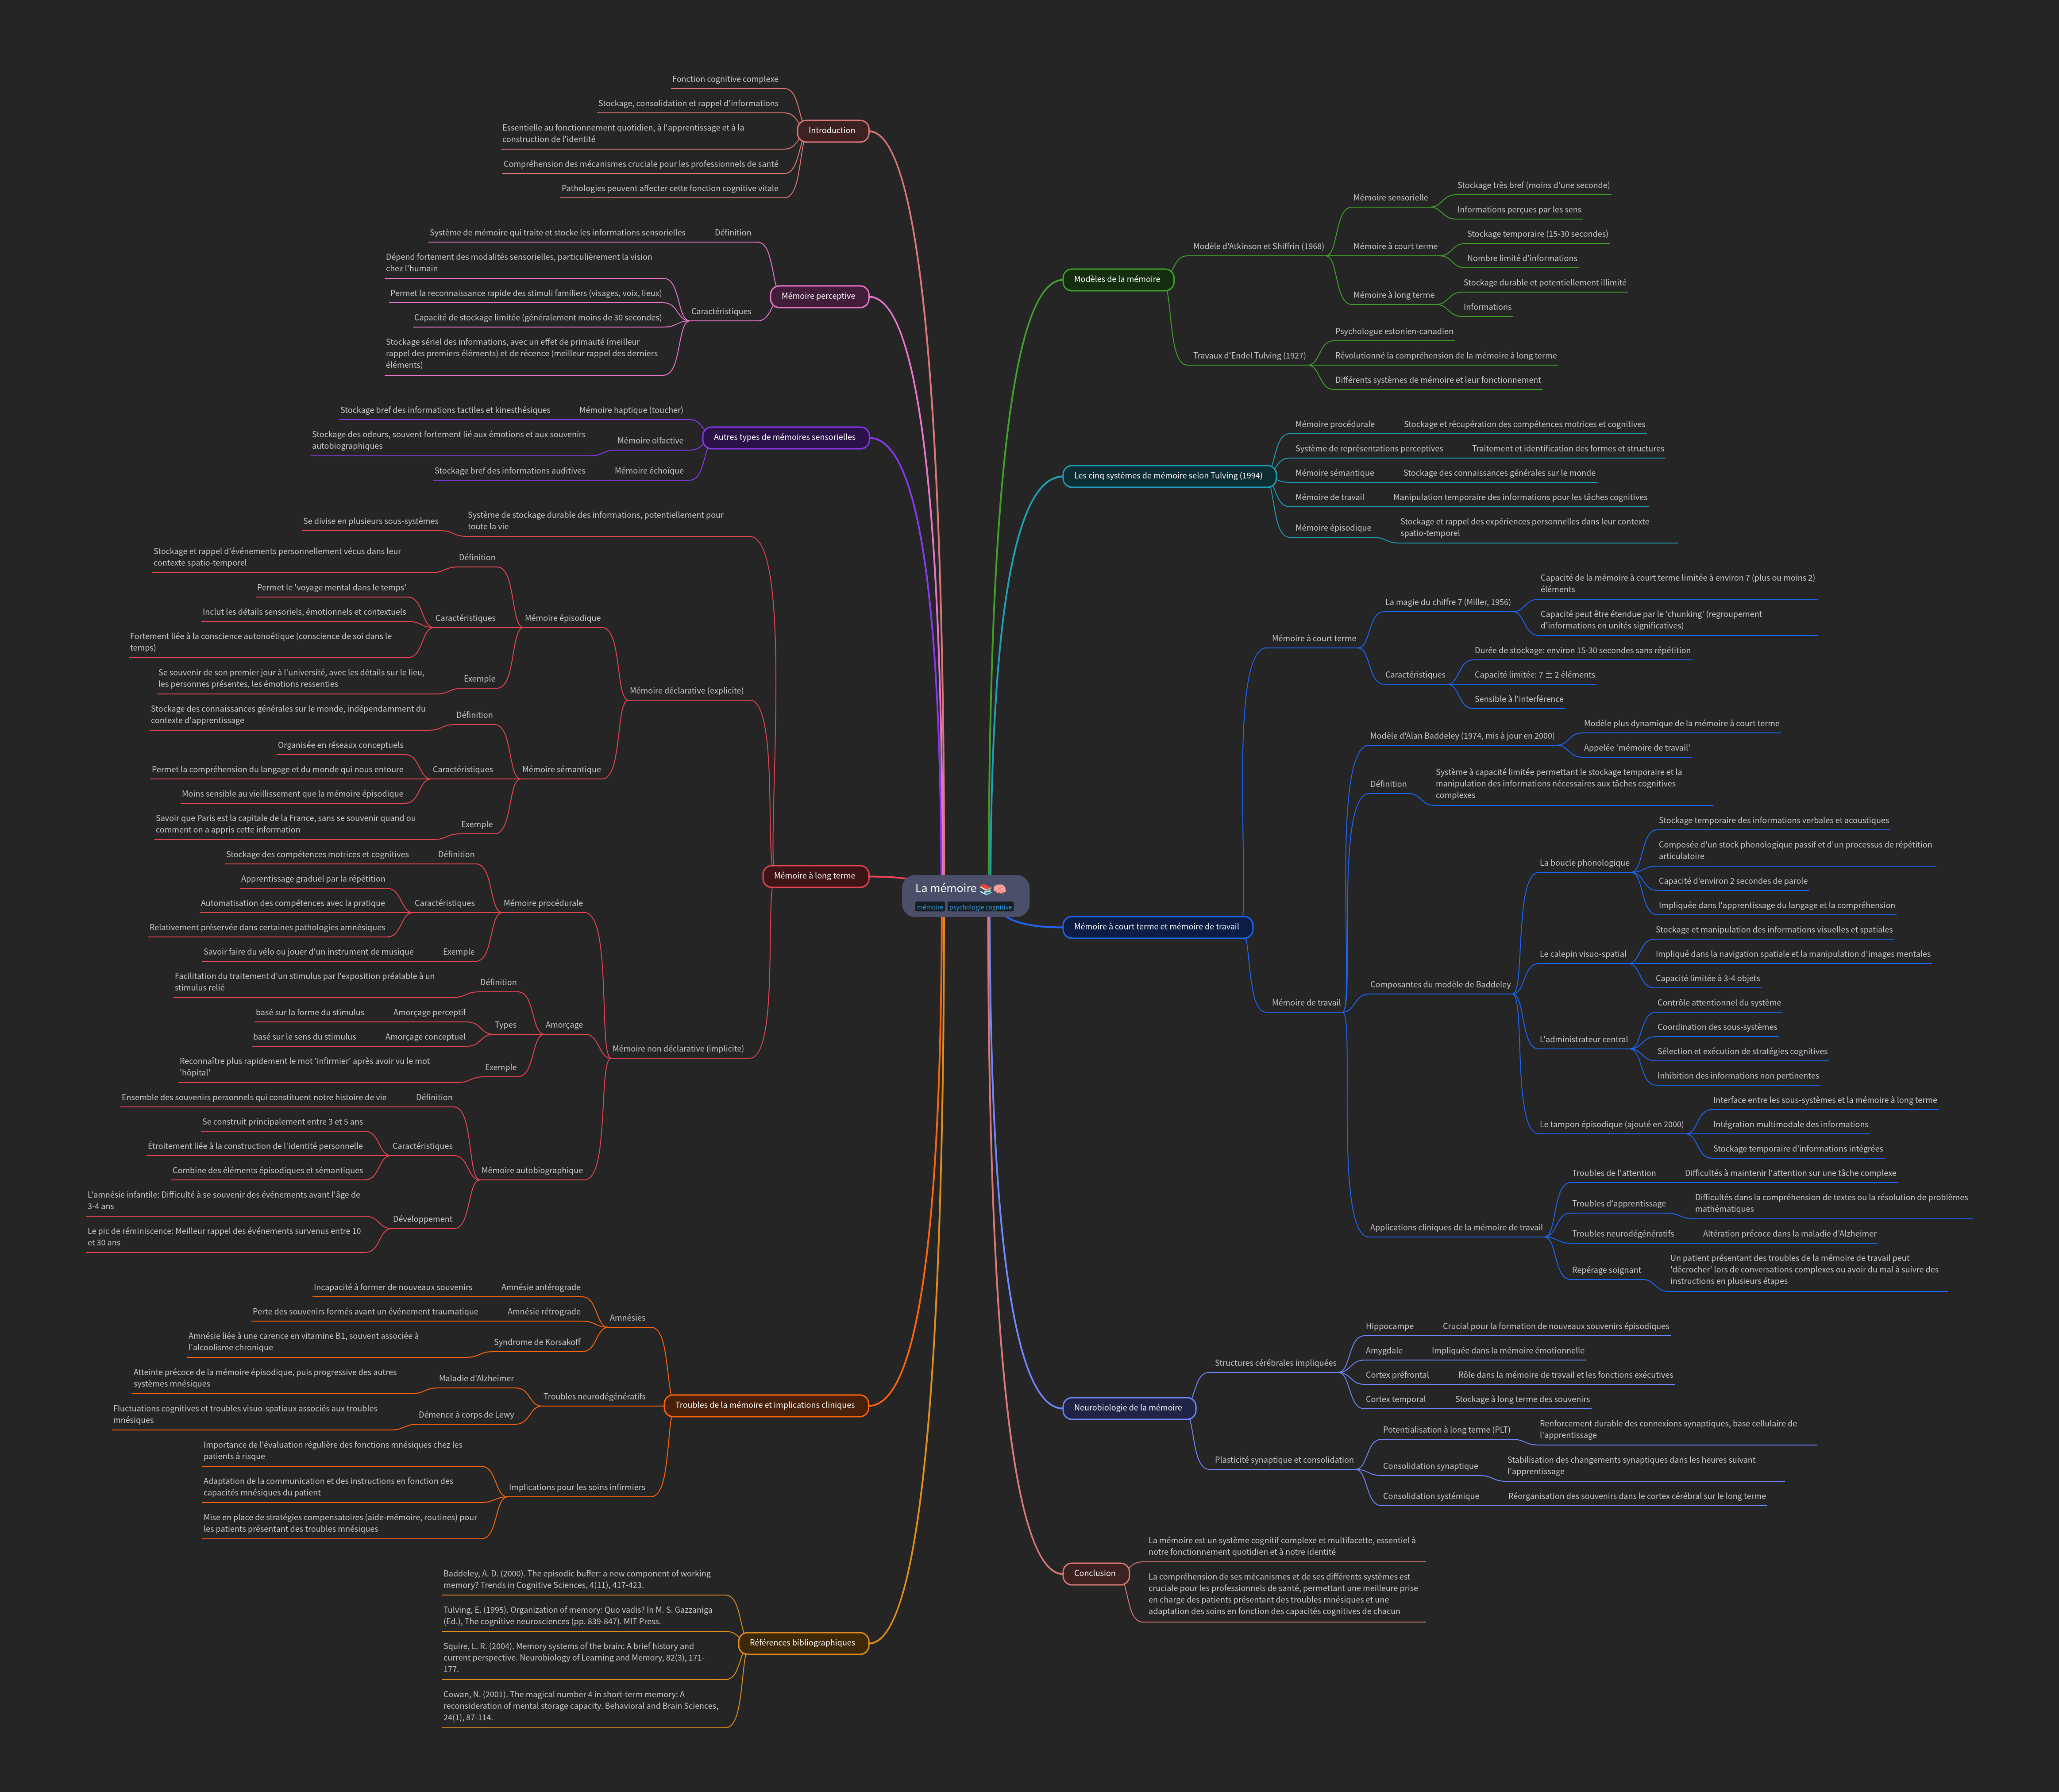 La mémoire 📚🧠
mémoire
psychologie cognitive
Introduction
Fonction cognitive complexe
Stockage, consolidation et rappel d'informations
Essentielle au fonctionnement quotidien, à l'apprentissage et à la
construction de l'identité
Compréhension des mécanismes cruciale pour les professionnels de santé
Pathologies peuvent affecter cette fonction cognitive vitale
Modèles de la mémoire
Modèle d'Atkinson et Shiffrin (1968)
Mémoire sensorielle
Stockage très bref (moins d'une seconde)
Informations perçues par les sens
Mémoire à court terme
Stockage temporaire (15-30 secondes)
Nombre limité d'informations
Mémoire à long terme
Stockage durable et potentiellement illimité
Informations
Travaux d'Endel Tulving (1927)
Psychologue estonien-canadien
Révolutionné la compréhension de la mémoire à long terme
Différents systèmes de mémoire et leur fonctionnement
Les cinq systèmes de mémoire selon Tulving (1994)
Mémoire procédurale
Stockage et récupération des compétences motrices et cognitives
Système de représentations perceptives
Traitement et identification des formes et structures
Mémoire sémantique
Stockage des connaissances générales sur le monde
Mémoire de travail
Manipulation temporaire des informations pour les tâches cognitives
Mémoire épisodique
Stockage et rappel des expériences personnelles dans leur contexte
spatio-temporel
Mémoire à court terme et mémoire de travail
Mémoire à court terme
La magie du chiffre 7 (Miller, 1956)
Capacité de la mémoire à court terme limitée à environ 7 (plus ou moins 2)
éléments
Capacité peut être étendue par le 'chunking' (regroupement
d'informations en unités significatives)
Caractéristiques
Durée de stockage: environ 15-30 secondes sans répétition
Capacité limitée: 7 ± 2 éléments
Sensible à l'interférence
Mémoire de travail
Modèle d'Alan Baddeley (1974, mis à jour en 2000)
Modèle plus dynamique de la mémoire à court terme
Appelée 'mémoire de travail'
Définition
Système à capacité limitée permettant le stockage temporaire et la
manipulation des informations nécessaires aux tâches cognitives
complexes
Composantes du modèle de Baddeley
La boucle phonologique
Stockage temporaire des informations verbales et acoustiques
Composée d'un stock phonologique passif et d'un processus de répétition
articulatoire
Capacité d'environ 2 secondes de parole
Impliquée dans l'apprentissage du langage et la compréhension
Le calepin visuo-spatial
Stockage et manipulation des informations visuelles et spatiales
Impliqué dans la navigation spatiale et la manipulation d'images mentales
Capacité limitée à 3-4 objets
L'administrateur central
Contrôle attentionnel du système
Coordination des sous-systèmes
Sélection et exécution de stratégies cognitives
Inhibition des informations non pertinentes
Le tampon épisodique (ajouté en 2000)
Interface entre les sous-systèmes et la mémoire à long terme
Intégration multimodale des informations
Stockage temporaire d'informations intégrées
Applications cliniques de la mémoire de travail
Troubles de l'attention
Difficultés à maintenir l'attention sur une tâche complexe
Troubles d'apprentissage
Difficultés dans la compréhension de textes ou la résolution de problèmes
mathématiques
Troubles neurodégénératifs
Altération précoce dans la maladie d'Alzheimer
Repérage soignant
Un patient présentant des troubles de la mémoire de travail peut
'décrocher' lors de conversations complexes ou avoir du mal à suivre des
instructions en plusieurs étapes
Neurobiologie de la mémoire
Structures cérébrales impliquées
Hippocampe
Crucial pour la formation de nouveaux souvenirs épisodiques
Amygdale
Impliquée dans la mémoire émotionnelle
Cortex préfrontal
Rôle dans la mémoire de travail et les fonctions exécutives
Cortex temporal
Stockage à long terme des souvenirs
Plasticité synaptique et consolidation
Potentialisation à long terme (PLT)
Renforcement durable des connexions synaptiques, base cellulaire de
l'apprentissage
Consolidation synaptique
Stabilisation des changements synaptiques dans les heures suivant
l'apprentissage
Consolidation systémique
Réorganisation des souvenirs dans le cortex cérébral sur le long terme
Conclusion
La mémoire est un système cognitif complexe et multifacette, essentiel à
notre fonctionnement quotidien et à notre identité
La compréhension de ses mécanismes et de ses différents systèmes est
cruciale pour les professionnels de santé, permettant une meilleure prise
en charge des patients présentant des troubles mnésiques et une
adaptation des soins en fonction des capacités cognitives de chacun
Mémoire perceptive
Définition
Système de mémoire qui traite et stocke les informations sensorielles
Caractéristiques
Dépend fortement des modalités sensorielles, particulièrement la vision
chez l'humain
Permet la reconnaissance rapide des stimuli familiers (visages, voix, lieux)
Capacité de stockage limitée (généralement moins de 30 secondes)
Stockage sériel des informations, avec un effet de primauté (meilleur
rappel des premiers éléments) et de récence (meilleur rappel des derniers
éléments)
Autres types de mémoires sensorielles
Mémoire haptique (toucher)
Stockage bref des informations tactiles et kinesthésiques
Mémoire olfactive
Stockage des odeurs, souvent fortement lié aux émotions et aux souvenirs
autobiographiques
Mémoire échoïque
Stockage bref des informations auditives
Mémoire à long terme
Système de stockage durable des informations, potentiellement pour
toute la vie
Se divise en plusieurs sous-systèmes
Mémoire déclarative (explicite)
Mémoire épisodique
Définition
Stockage et rappel d'événements personnellement vécus dans leur
contexte spatio-temporel
Caractéristiques
Permet le 'voyage mental dans le temps'
Inclut les détails sensoriels, émotionnels et contextuels
Fortement liée à la conscience autonoétique (conscience de soi dans le
temps)
Exemple
Se souvenir de son premier jour à l'université, avec les détails sur le lieu,
les personnes présentes, les émotions ressenties
Mémoire sémantique
Définition
Stockage des connaissances générales sur le monde, indépendamment du
contexte d'apprentissage
Caractéristiques
Organisée en réseaux conceptuels
Permet la compréhension du langage et du monde qui nous entoure
Moins sensible au vieillissement que la mémoire épisodique
Exemple
Savoir que Paris est la capitale de la France, sans se souvenir quand ou
comment on a appris cette information
Mémoire non déclarative (implicite)
Mémoire procédurale
Définition
Stockage des compétences motrices et cognitives
Caractéristiques
Apprentissage graduel par la répétition
Automatisation des compétences avec la pratique
Relativement préservée dans certaines pathologies amnésiques
Exemple
Savoir faire du vélo ou jouer d'un instrument de musique
Amorçage
Définition
Facilitation du traitement d'un stimulus par l'exposition préalable à un
stimulus relié
Types
Amorçage perceptif
basé sur la forme du stimulus
Amorçage conceptuel
basé sur le sens du stimulus
Exemple
Reconnaître plus rapidement le mot 'infirmier' après avoir vu le mot
'hôpital'
Mémoire autobiographique
Définition
Ensemble des souvenirs personnels qui constituent notre histoire de vie
Caractéristiques
Se construit principalement entre 3 et 5 ans
Étroitement liée à la construction de l'identité personnelle
Combine des éléments épisodiques et sémantiques
Développement
L'amnésie infantile: Difficulté à se souvenir des événements avant l'âge de
3-4 ans
Le pic de réminiscence: Meilleur rappel des événements survenus entre 10
et 30 ans
Troubles de la mémoire et implications cliniques
Amnésies
Amnésie antérograde
Incapacité à former de nouveaux souvenirs
Amnésie rétrograde
Perte des souvenirs formés avant un événement traumatique
Syndrome de Korsakoff
Amnésie liée à une carence en vitamine B1, souvent associée à
l'alcoolisme chronique
Troubles neurodégénératifs
Maladie d'Alzheimer
Atteinte précoce de la mémoire épisodique, puis progressive des autres
systèmes mnésiques
Démence à corps de Lewy
Fluctuations cognitives et troubles visuo-spatiaux associés aux troubles
mnésiques
Implications pour les soins infirmiers
Importance de l'évaluation régulière des fonctions mnésiques chez les
patients à risque
Adaptation de la communication et des instructions en fonction des
capacités mnésiques du patient
Mise en place de stratégies compensatoires (aide-mémoire, routines) pour
les patients présentant des troubles mnésiques
Références bibliographiques
Baddeley, A. D. (2000). The episodic buffer: a new component of working
memory? Trends in Cognitive Sciences, 4(11), 417-423.
Tulving, E. (1995). Organization of memory: Quo vadis? In M. S. Gazzaniga
(Ed.), The cognitive neurosciences (pp. 839-847). MIT Press.
Squire, L. R. (2004). Memory systems of the brain: A brief history and
current perspective. Neurobiology of Learning and Memory, 82(3), 171-
177.
Cowan, N. (2001). The magical number 4 in short-term memory: A
reconsideration of mental storage capacity. Behavioral and Brain Sciences,
24(1), 87-114.